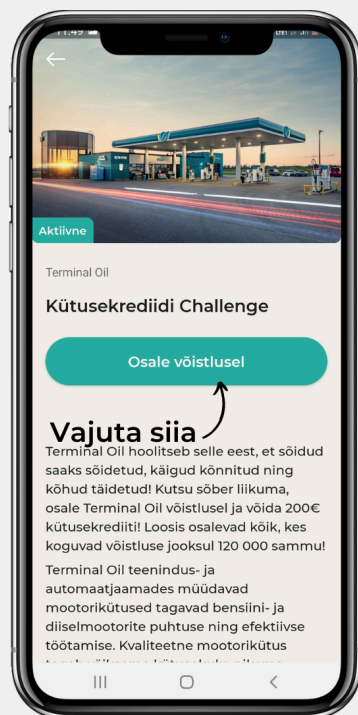 11:49
Aktiivne
Terminal Oil
Kütusekrediidi Challenge
Osale võistlusel
Vajuta siia
Terminal Oil hoolitseb selle eest, et sõidud
saaks sõidetud, käigud kõnnitud ning
kõhud täidetud! Kutsu sõber liikuma,
osale Terminal Oil võistlusel ja võida 200€
kütusekrediiti! Loosis osalevad kõik, kes
koguvad võistluse jooksul 120 000 sammu!
Terminal Oil teenindus- ja
automaatjaamades müüdavad
mootorikütused tagavad bensiini- ja
diiselmootorite puhtuse ning efektiivse
töötamise. Kvaliteetne mootorikütus